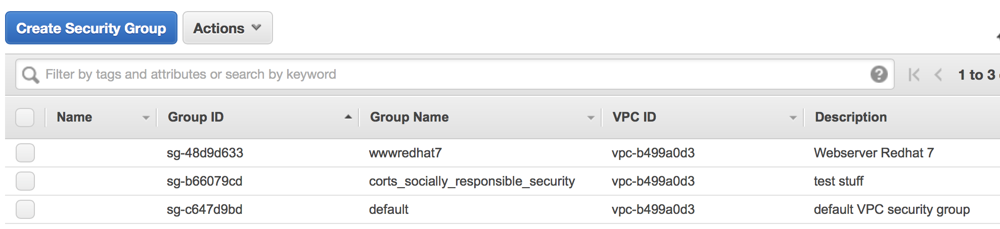 Create Security Group Actions
Filter by tags and attributes or search by keyword ? 1 to 3
Name Group ID Group Name VPC ID Description
sg-48d9d633 wwwredhat7 vpc-b499a0d3 Webserver Redhat 7
sg-b66079cd corts_socially_responsible_security vpc-b499a0d3 test stuff
sg-c647d9bd default vpc-b499a0d3 default VPC security group